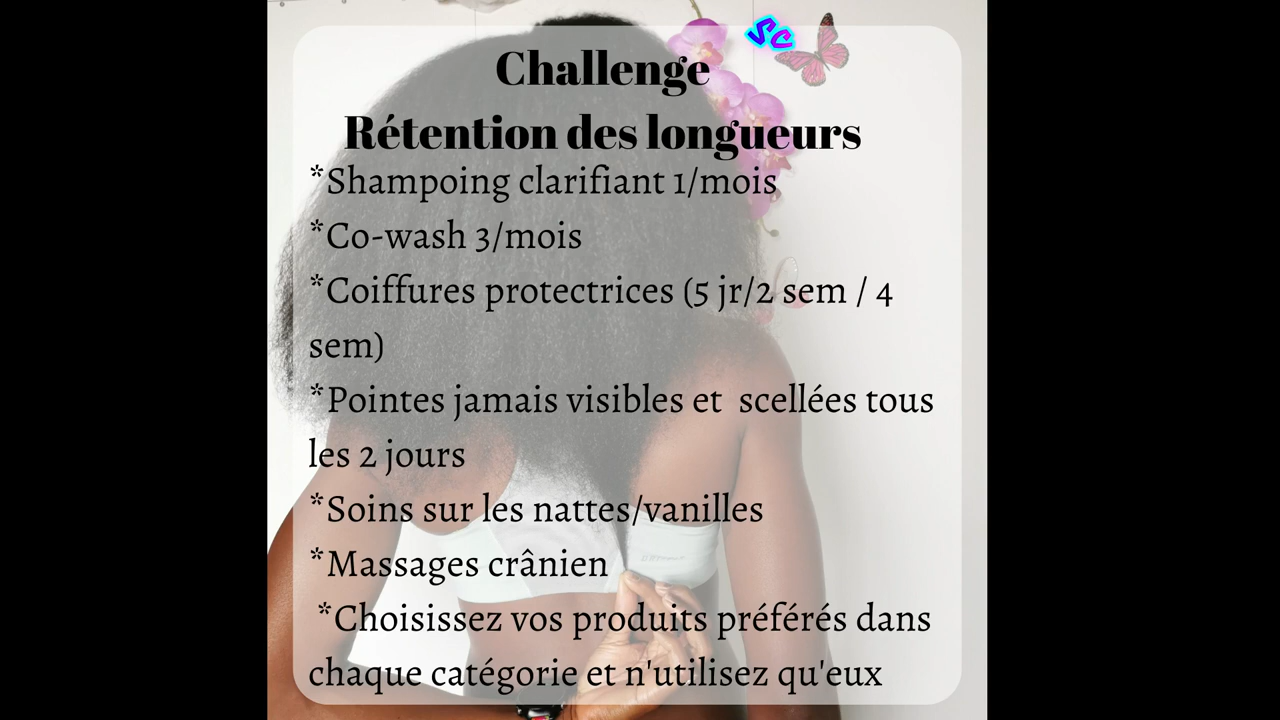 SC
Challenge
Rétention des longueurs
*Shampoing clarifiant 1/mois
*Co-wash 3/mois
*Coiffures protectrices (5 jr/2 sem / 4
sem)
*Pointes jamais visibles et  scellées tous
les 2 jours
*Soins sur les nattes/vanilles
*Massages crânien
*Choisissez vos produits préférés dans
chaque catégorie et n'utilisez qu'eux